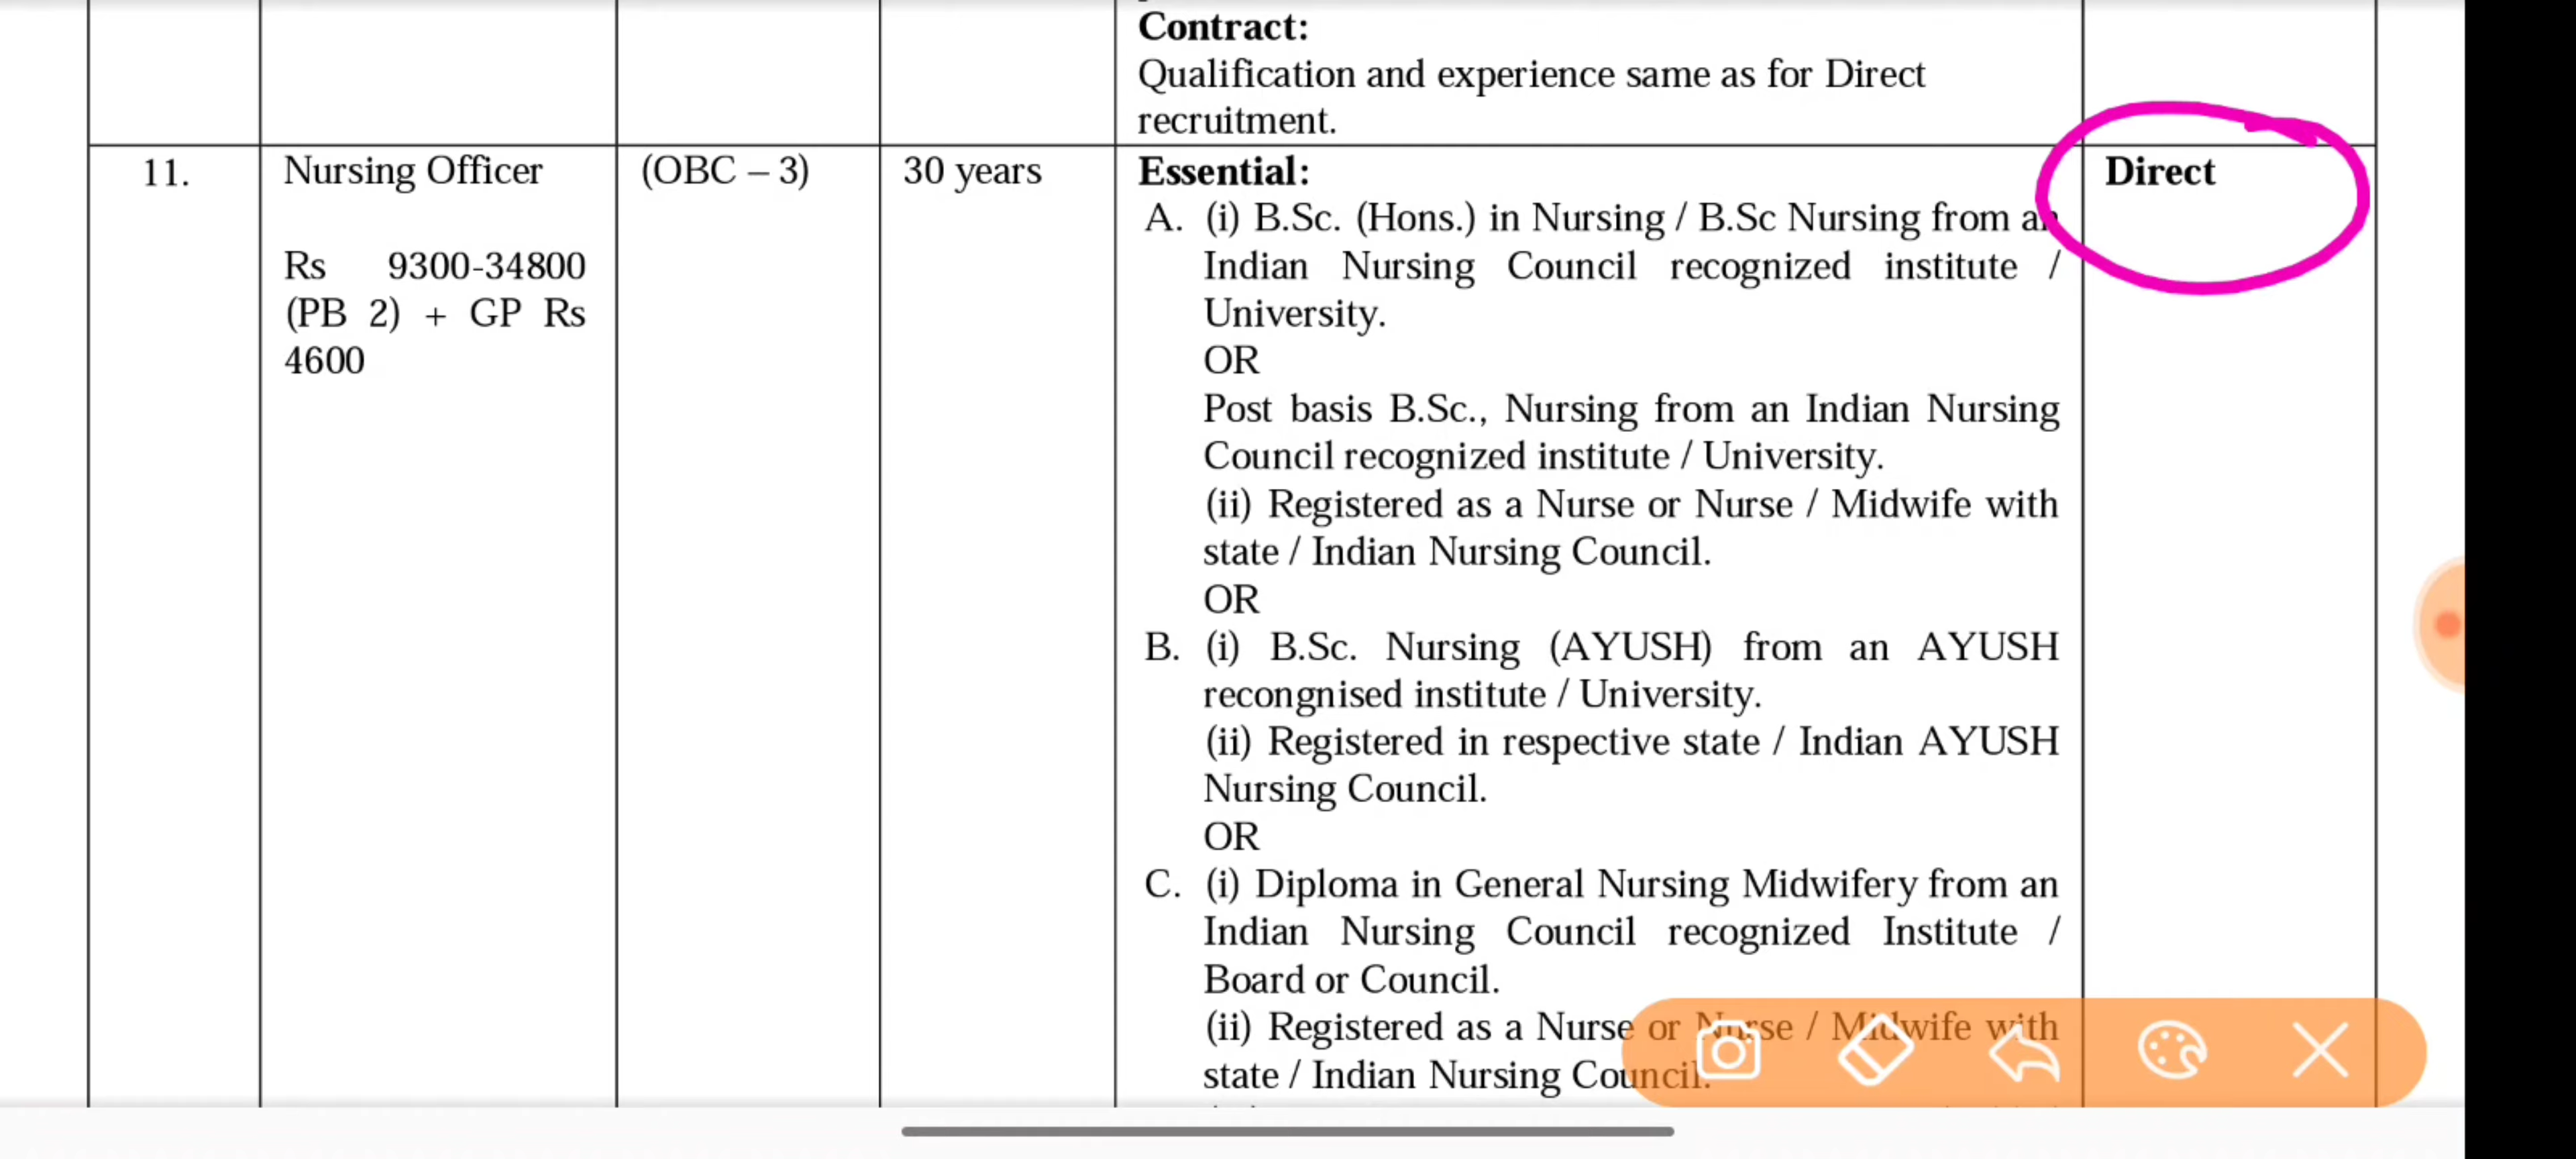 Contract:
Qualification and experience same as for Direct
recruitment.
11.
Nursing Officer
Rs 9300-34800
(PB 2) + GP Rs
4600
(OBC – 3)
30 years
Essential:
A. (i) B.Sc. (Hons.) in Nursing / B.Sc Nursing from an
Indian Nursing Council recognized institute /
University.
OR
Post basis B.Sc., Nursing from an Indian Nursing
Council recognized institute / University.
(ii) Registered as a Nurse or Nurse / Midwife with
state / Indian Nursing Council.
OR
B. (i) B.Sc. Nursing (AYUSH) from an AYUSH
recongnised institute / University.
(ii) Registered in respective state / Indian AYUSH
Nursing Council.
OR
C. (i) Diploma in General Nursing Midwifery from an
Indian Nursing Council recognized Institute /
Board or Council.
(ii) Registered as a Nurse or Nurse / Midwife with
state / Indian Nursing Council.
Direct